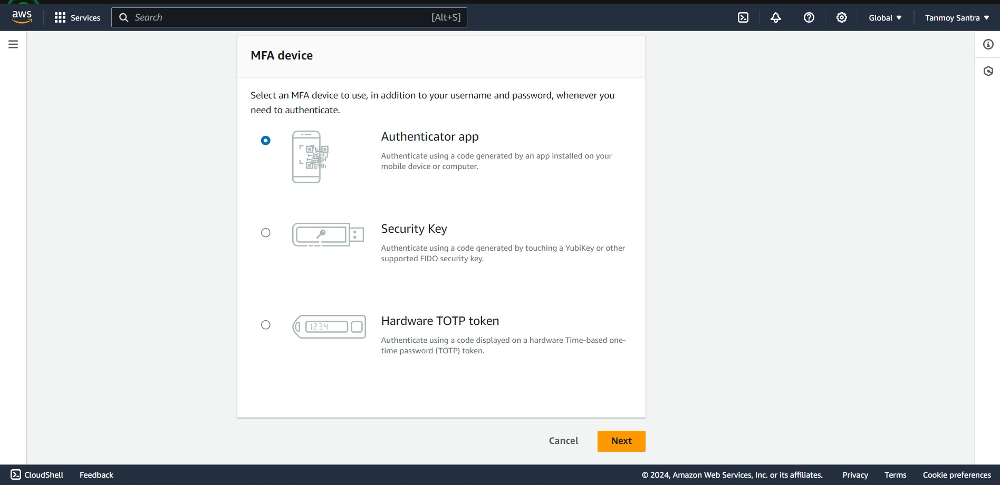 aws
Services
Search
[Alt+S]
Global
Tanmoy Santra
MFA device
Select an MFA device to use, in addition to your username and password, whenever you
need to authenticate.
Authenticator app
Authenticate using a code generated by an app installed on your
mobile device or computer.
Security Key
Authenticate using a code generated by touching a YubiKey or other
supported FIDO security key.
1234
Hardware TOTP token
Authenticate using a code displayed on a hardware Time-based one-
time password (TOTP) token.
Cancel
Next
CloudShell
Feedback
© 2024, Amazon Web Services, Inc. or its affiliates.
Privacy
Terms
Cookie preferences